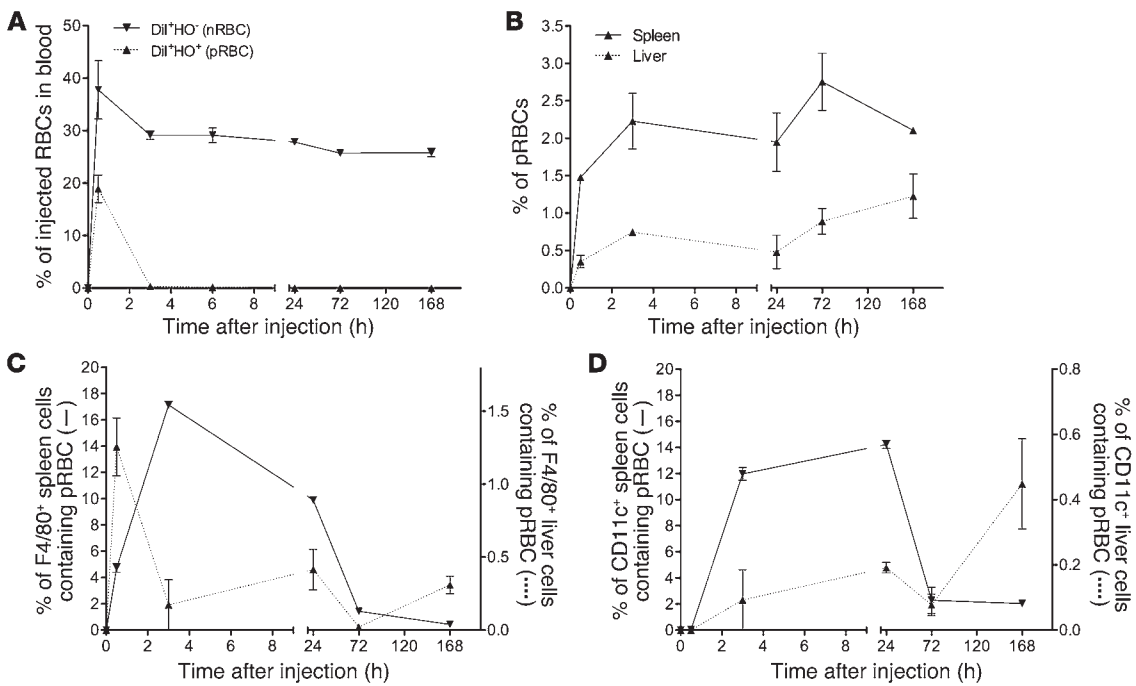 A
% of injected RBCs in blood
50
40
30
20
10
0
DiI⁺HO⁻ (nRBC)
DiI⁺HO⁺ (pRBC)
0 2 4 6 8 24 72 120 168
Time after injection (h)
B
% of pRBCs
3.5
3.0
2.5
2.0
1.5
1.0
0.5
0.0
Spleen
Liver
0 2 4 6 8 24 72 120 168
Time after injection (h)
C
% of F4/80⁺ spleen cells
containing pRBC (—)
20
18
16
14
12
10
8
6
4
2
0
1.5
1.0
0.5
0.0
% of F4/80⁺ liver cells
containing pRBC (····)
0 2 4 6 8 24 72 120 168
Time after injection (h)
D
% of CD11c⁺ spleen cells
containing pRBC (—)
20
18
16
14
12
10
8
6
4
2
0
0.8
0.6
0.4
0.2
0.0
% of CD11c⁺ liver cells
containing pRBC (····)
0 2 4 6 8 24 72 120 168
Time after injection (h)